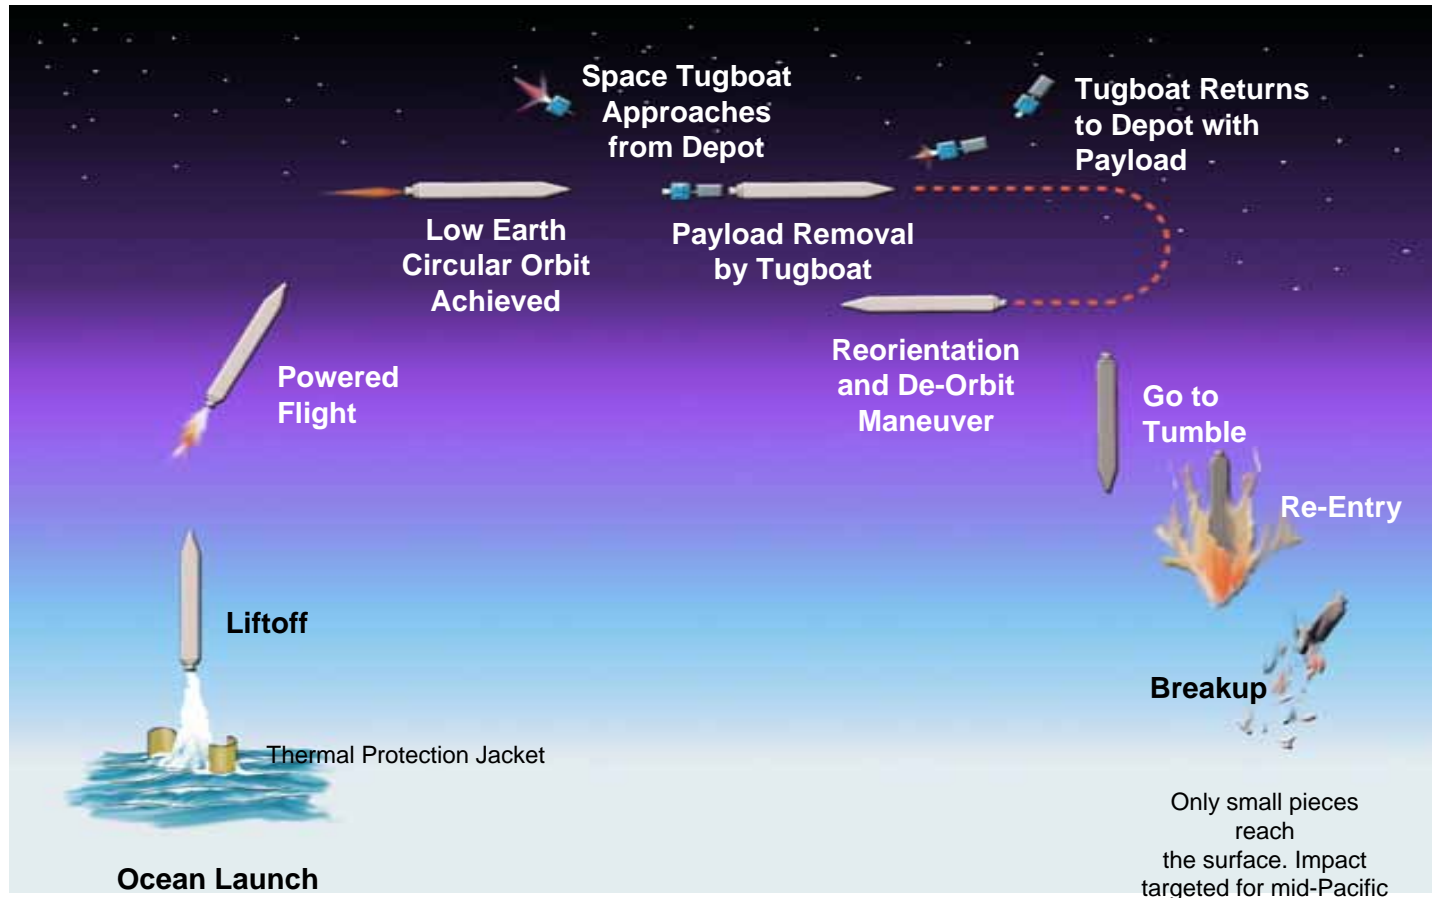 Space Tugboat
Approaches
from Depot
Tugboat Returns
to Depot with
Payload
Low Earth
Circular Orbit
Achieved
Payload Removal
by Tugboat
Reorientation
and De-Orbit
Maneuver
Powered
Flight
Go to
Tumble
Re-Entry
Liftoff
Breakup
Thermal Protection Jacket
Only small pieces
reach
the surface. Impact
targeted for mid-Pacific
Ocean Launch